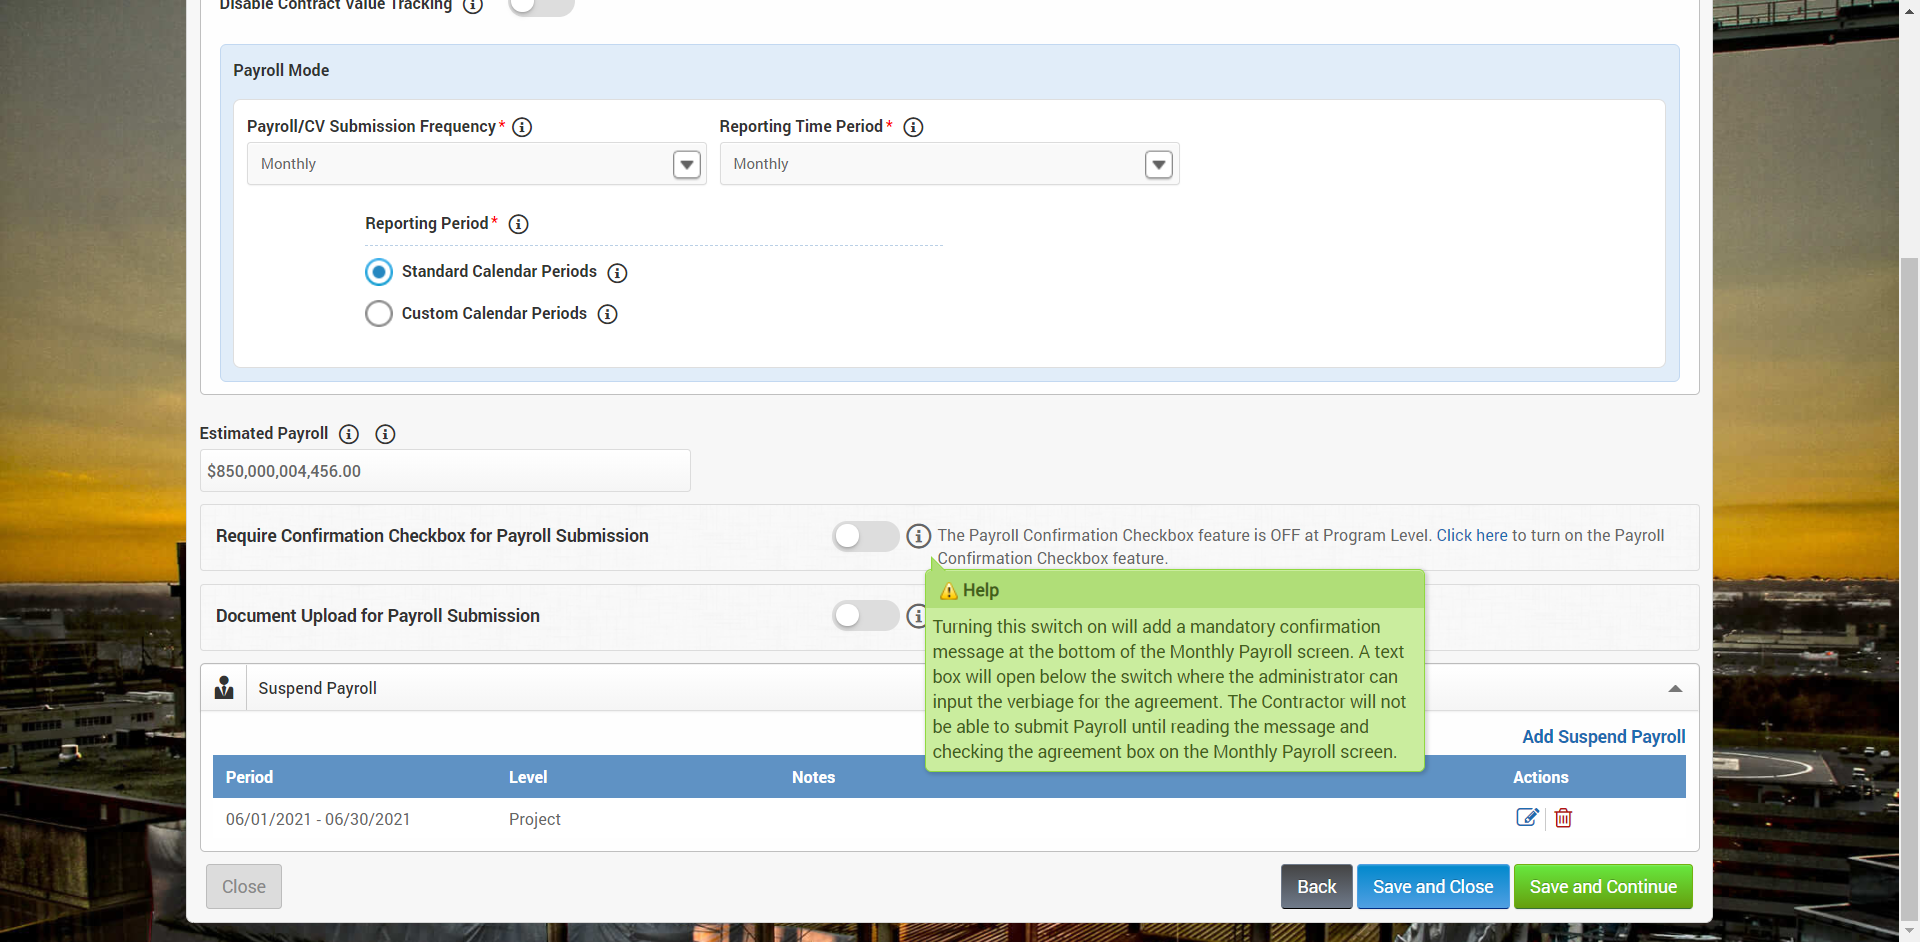 Disable Contract Value Tracking
Payroll Mode
Payroll/CV Submission Frequency *
Reporting Time Period *
Monthly
Monthly
Reporting Period *
Standard Calendar Periods
Custom Calendar Periods
Estimated Payroll
$850,000,004,456.00
Require Confirmation Checkbox for Payroll Submission
The Payroll Confirmation Checkbox feature is OFF at Program Level. Click here to turn on the Payroll
Confirmation Checkbox feature.
Help
Document Upload for Payroll Submission
Turning this switch on will add a mandatory confirmation
message at the bottom of the Monthly Payroll screen. A text
box will open below the switch where the administrator can
input the verbiage for the agreement. The Contractor will not
be able to submit Payroll until reading the message and
checking the agreement box on the Monthly Payroll screen.
Suspend Payroll
Add Suspend Payroll
Period Level Notes Actions
06/01/2021 - 06/30/2021 Project
Close
Back
Save and Close
Save and Continue